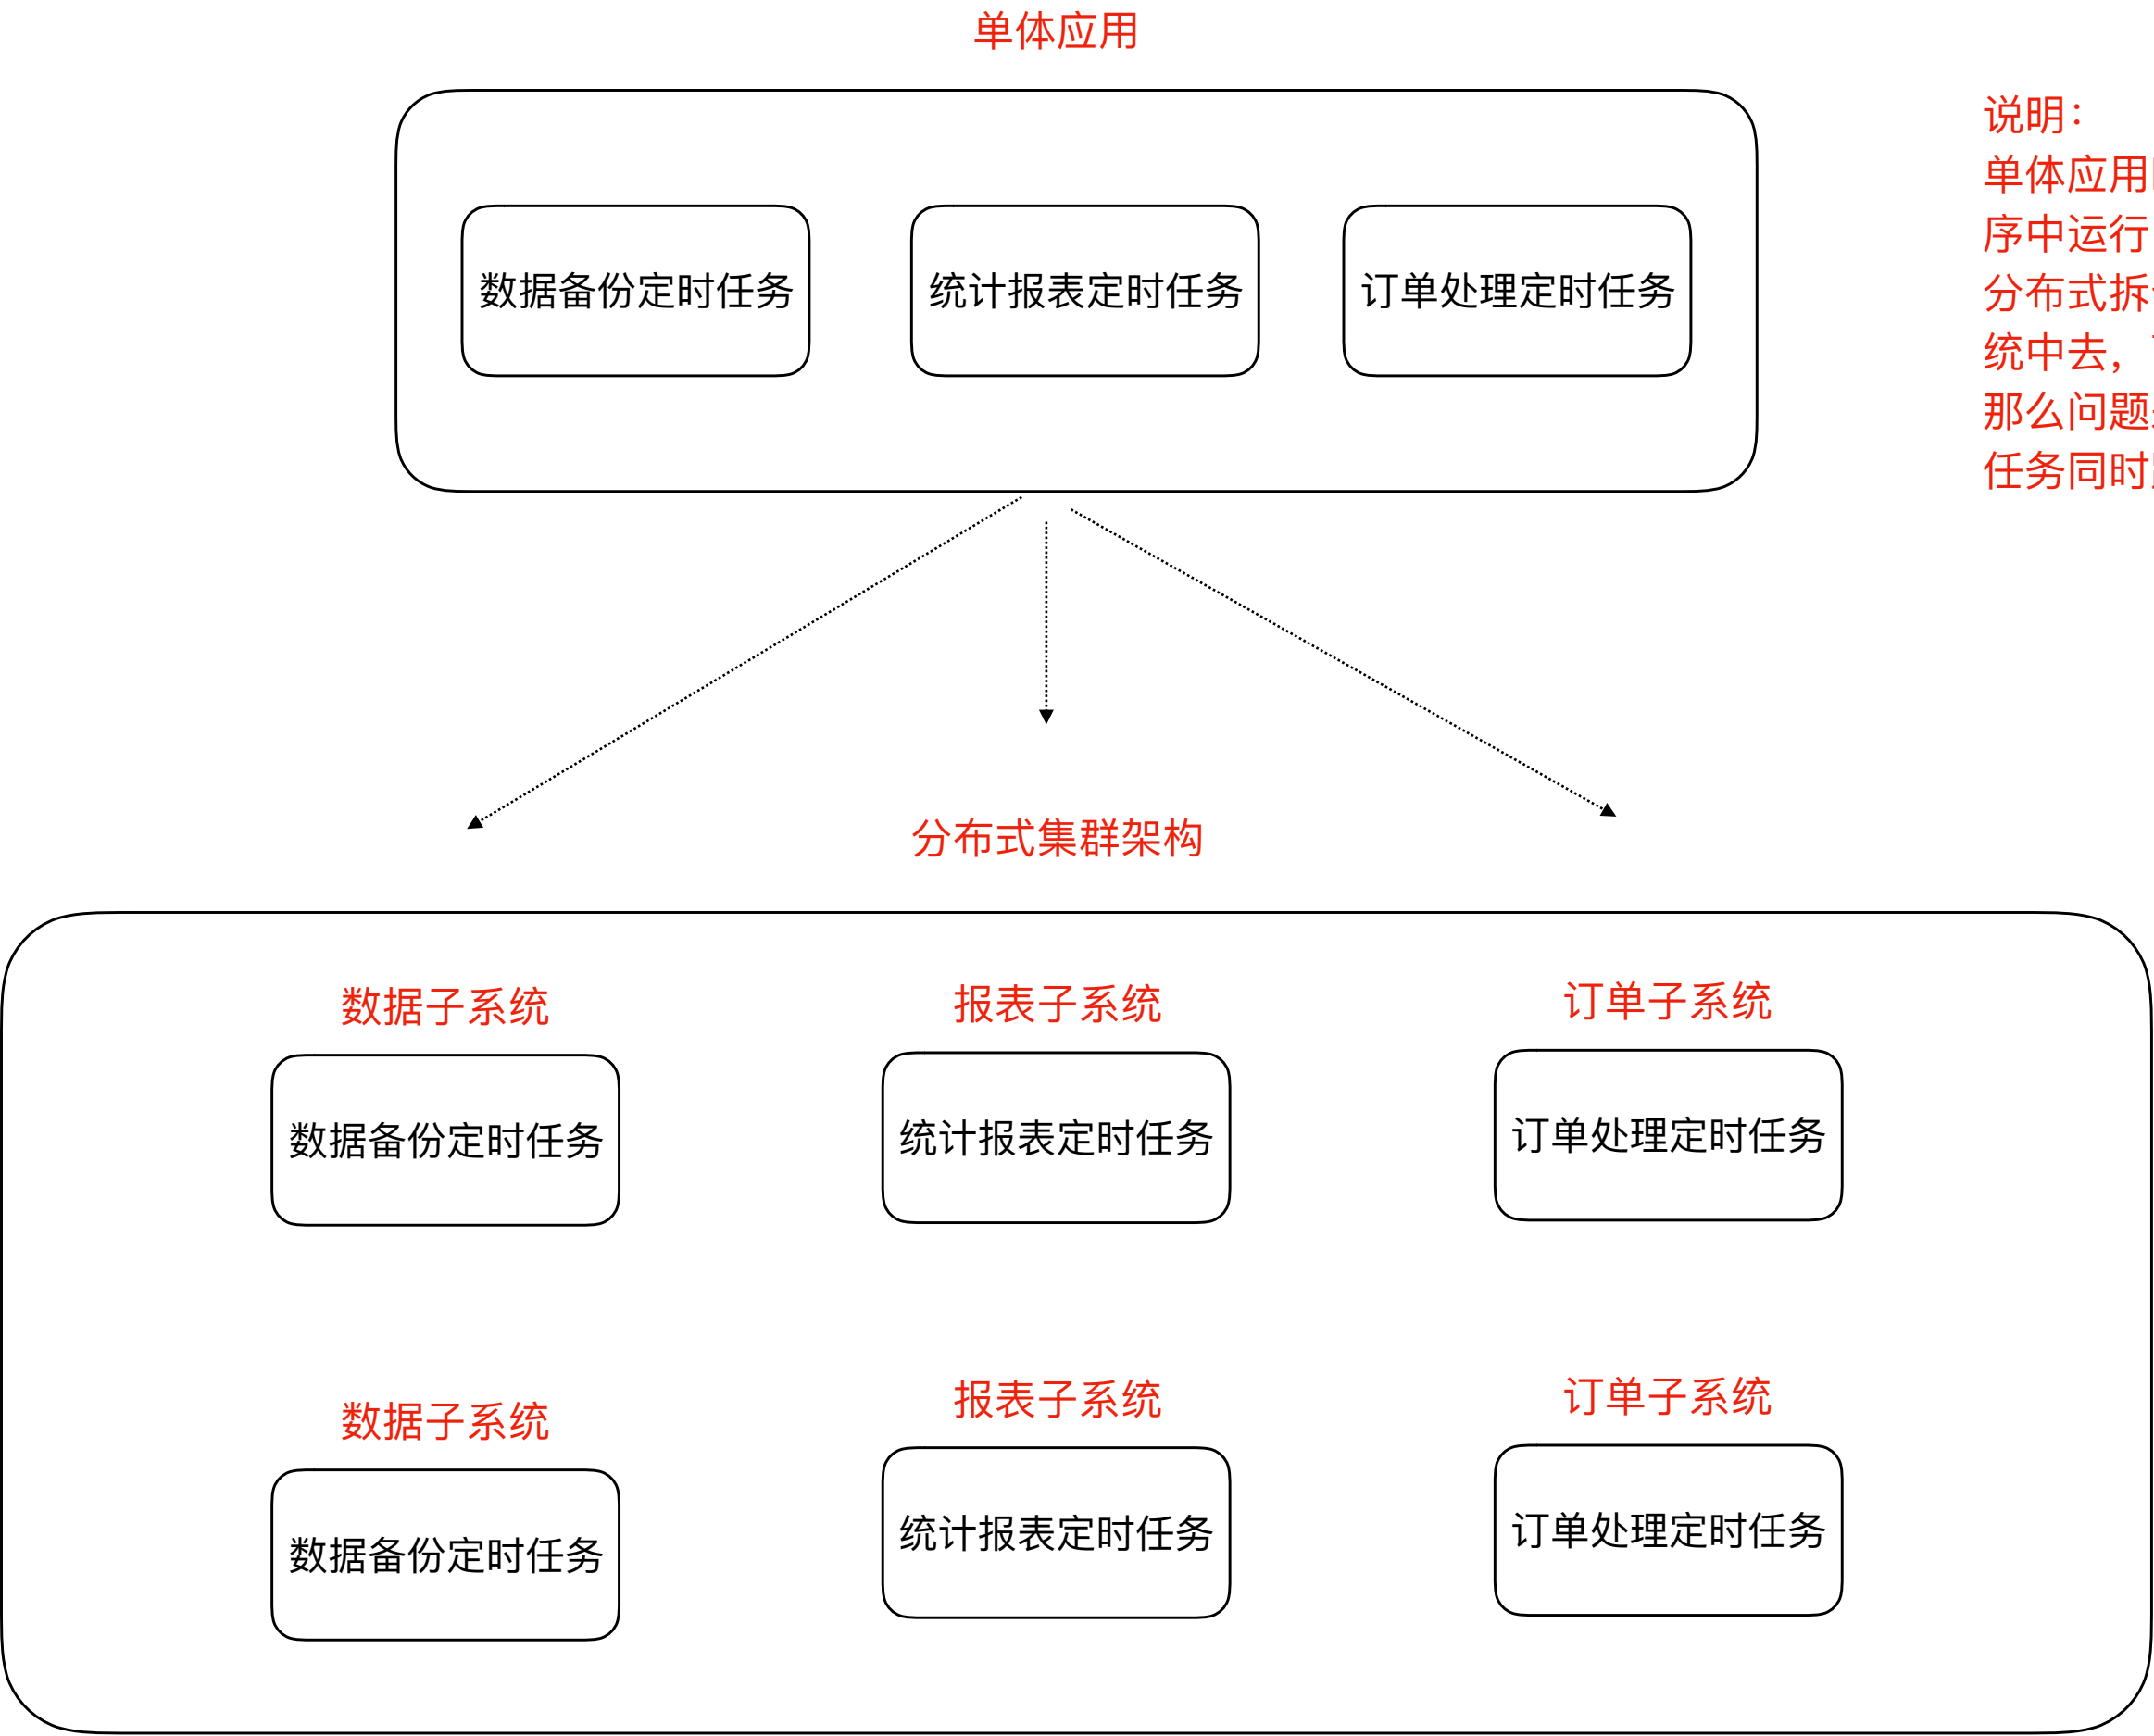 单体应用
数据备份定时任务
统计报表定时任务
订单处理定时任务
说明：
单体应用
序中运行
分布式拆
统中去，
那么问题
任务同时
分布式集群架构
数据子系统
报表子系统
订单子系统
数据备份定时任务
统计报表定时任务
订单处理定时任务
数据子系统
报表子系统
订单子系统
数据备份定时任务
统计报表定时任务
订单处理定时任务